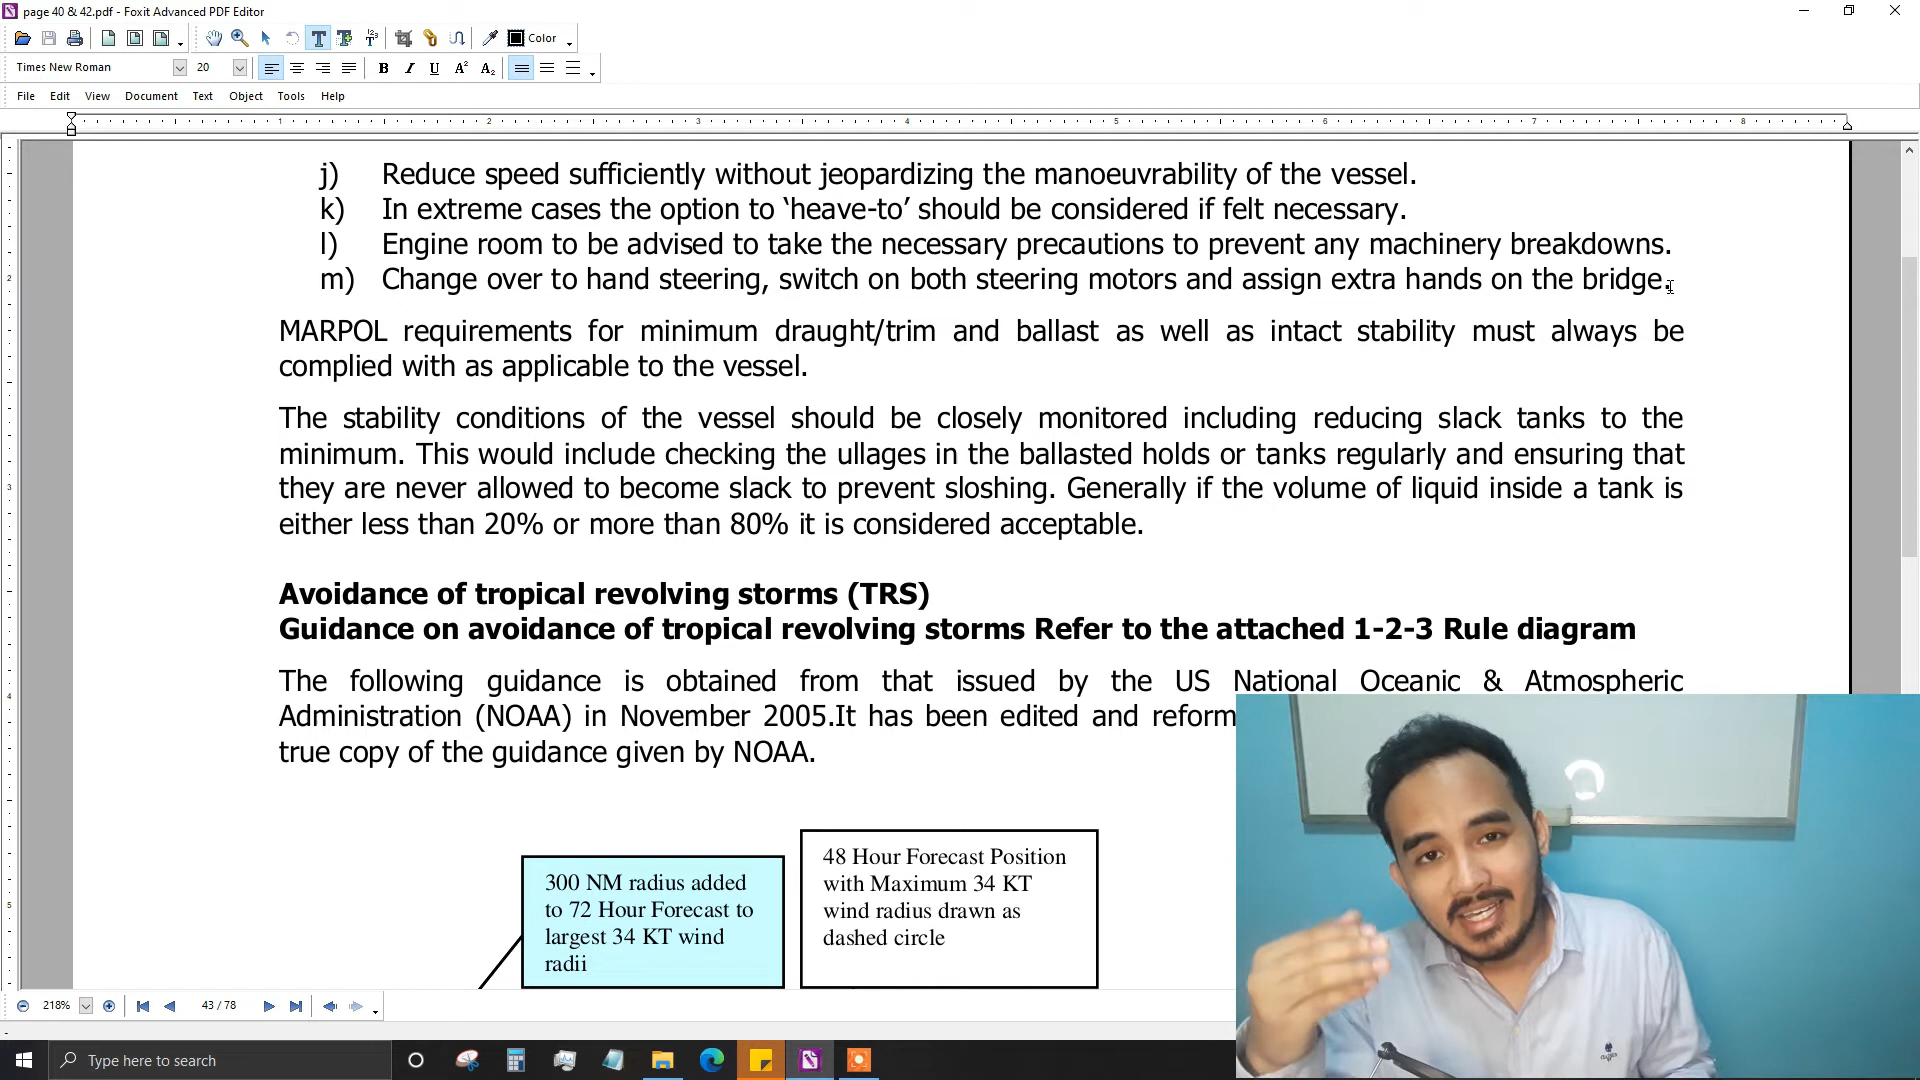 page 40 & 42.pdf - Foxit Advanced PDF Editor
Color
Times New Roman 20 B I U A² A₂
File Edit View Document Text Object Tools Help
1 2 3 4 5 6 7 8
j) Reduce speed sufficiently without jeopardizing the manoeuvrability of the vessel.
k) In extreme cases the option to ‘heave-to’ should be considered if felt necessary.
l) Engine room to be advised to take the necessary precautions to prevent any machinery breakdowns.
m) Change over to hand steering, switch on both steering motors and assign extra hands on the bridge.
MARPOL requirements for minimum draught/trim and ballast as well as intact stability must always be
complied with as applicable to the vessel.
The stability conditions of the vessel should be closely monitored including reducing slack tanks to the
minimum. This would include checking the ullages in the ballasted holds or tanks regularly and ensuring that
they are never allowed to become slack to prevent sloshing. Generally if the volume of liquid inside a tank is
either less than 20% or more than 80% it is considered acceptable.
Avoidance of tropical revolving storms (TRS)
Guidance on avoidance of tropical revolving storms Refer to the attached 1-2-3 Rule diagram
The following guidance is obtained from that issued by the US National Oceanic & Atmospheric
Administration (NOAA) in November 2005.It has been edited and reform
true copy of the guidance given by NOAA.
300 NM radius added
to 72 Hour Forecast to
largest 34 KT wind
radii
48 Hour Forecast Position
with Maximum 34 KT
wind radius drawn as
dashed circle
218% 43 / 78
Type here to search